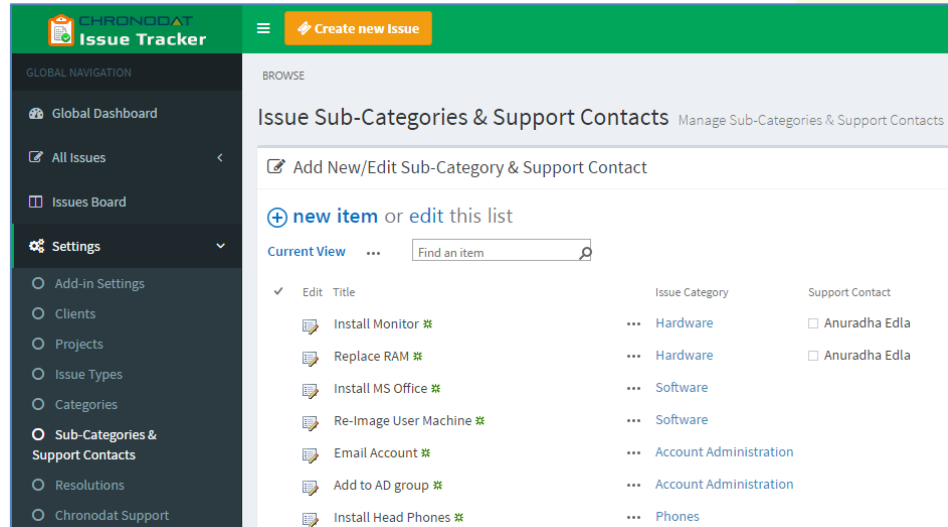 CHRONODAT
Issue Tracker
Create new Issue
GLOBAL NAVIGATION
Global Dashboard
All Issues
Issues Board
Settings
Add-in Settings
Clients
Projects
Issue Types
Categories
Sub-Categories &
Support Contacts
Resolutions
Chronodat Support
BROWSE
Issue Sub-Categories & Support Contacts Manage Sub-Categories & Support Contacts
Add New/Edit Sub-Category & Support Contact
new item or edit this list
Current View ... Find an item
Edit Title Issue Category Support Contact
Install Monitor ... Hardware Anuradha Edla
Replace RAM ... Hardware Anuradha Edla
Install MS Office ... Software
Re-Image User Machine ... Software
Email Account ... Account Administration
Add to AD group ... Account Administration
Install Head Phones ... Phones